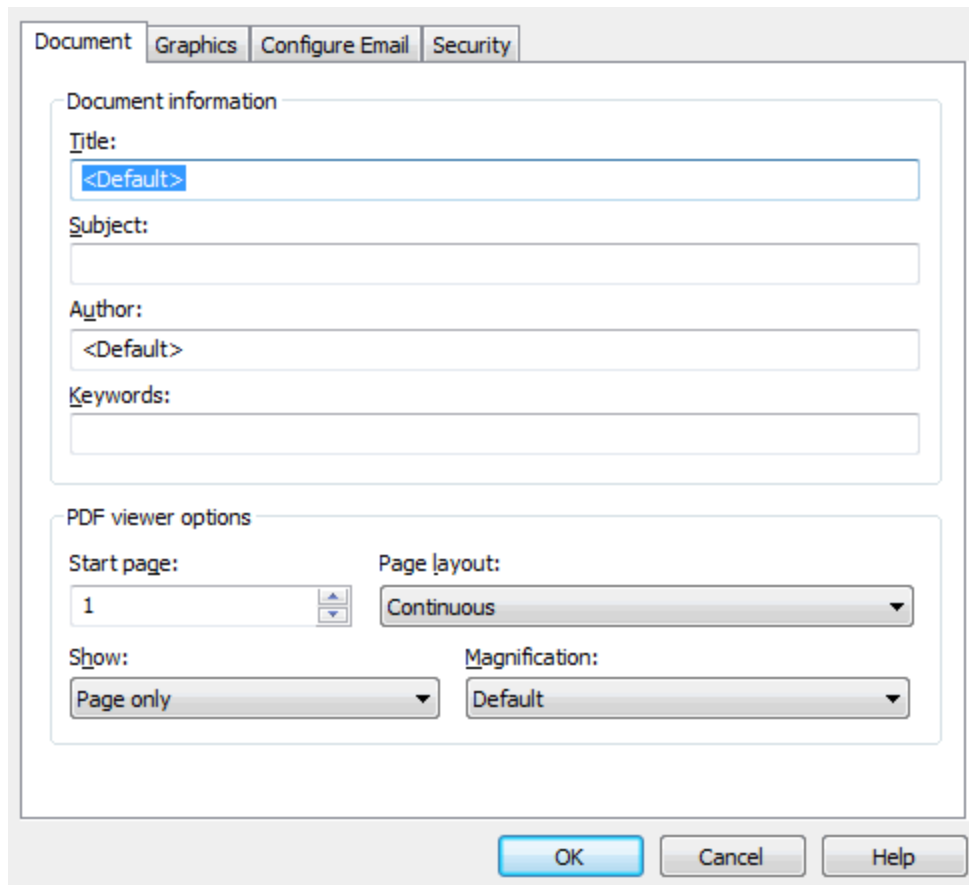 Document Graphics Configure Email Security
Document information
Title:
<Default>
Subject:
Author:
<Default>
Keywords:
PDF viewer options
Start page: Page layout:
1 Continuous
Show: Magnification:
Page only Default
OK Cancel Help